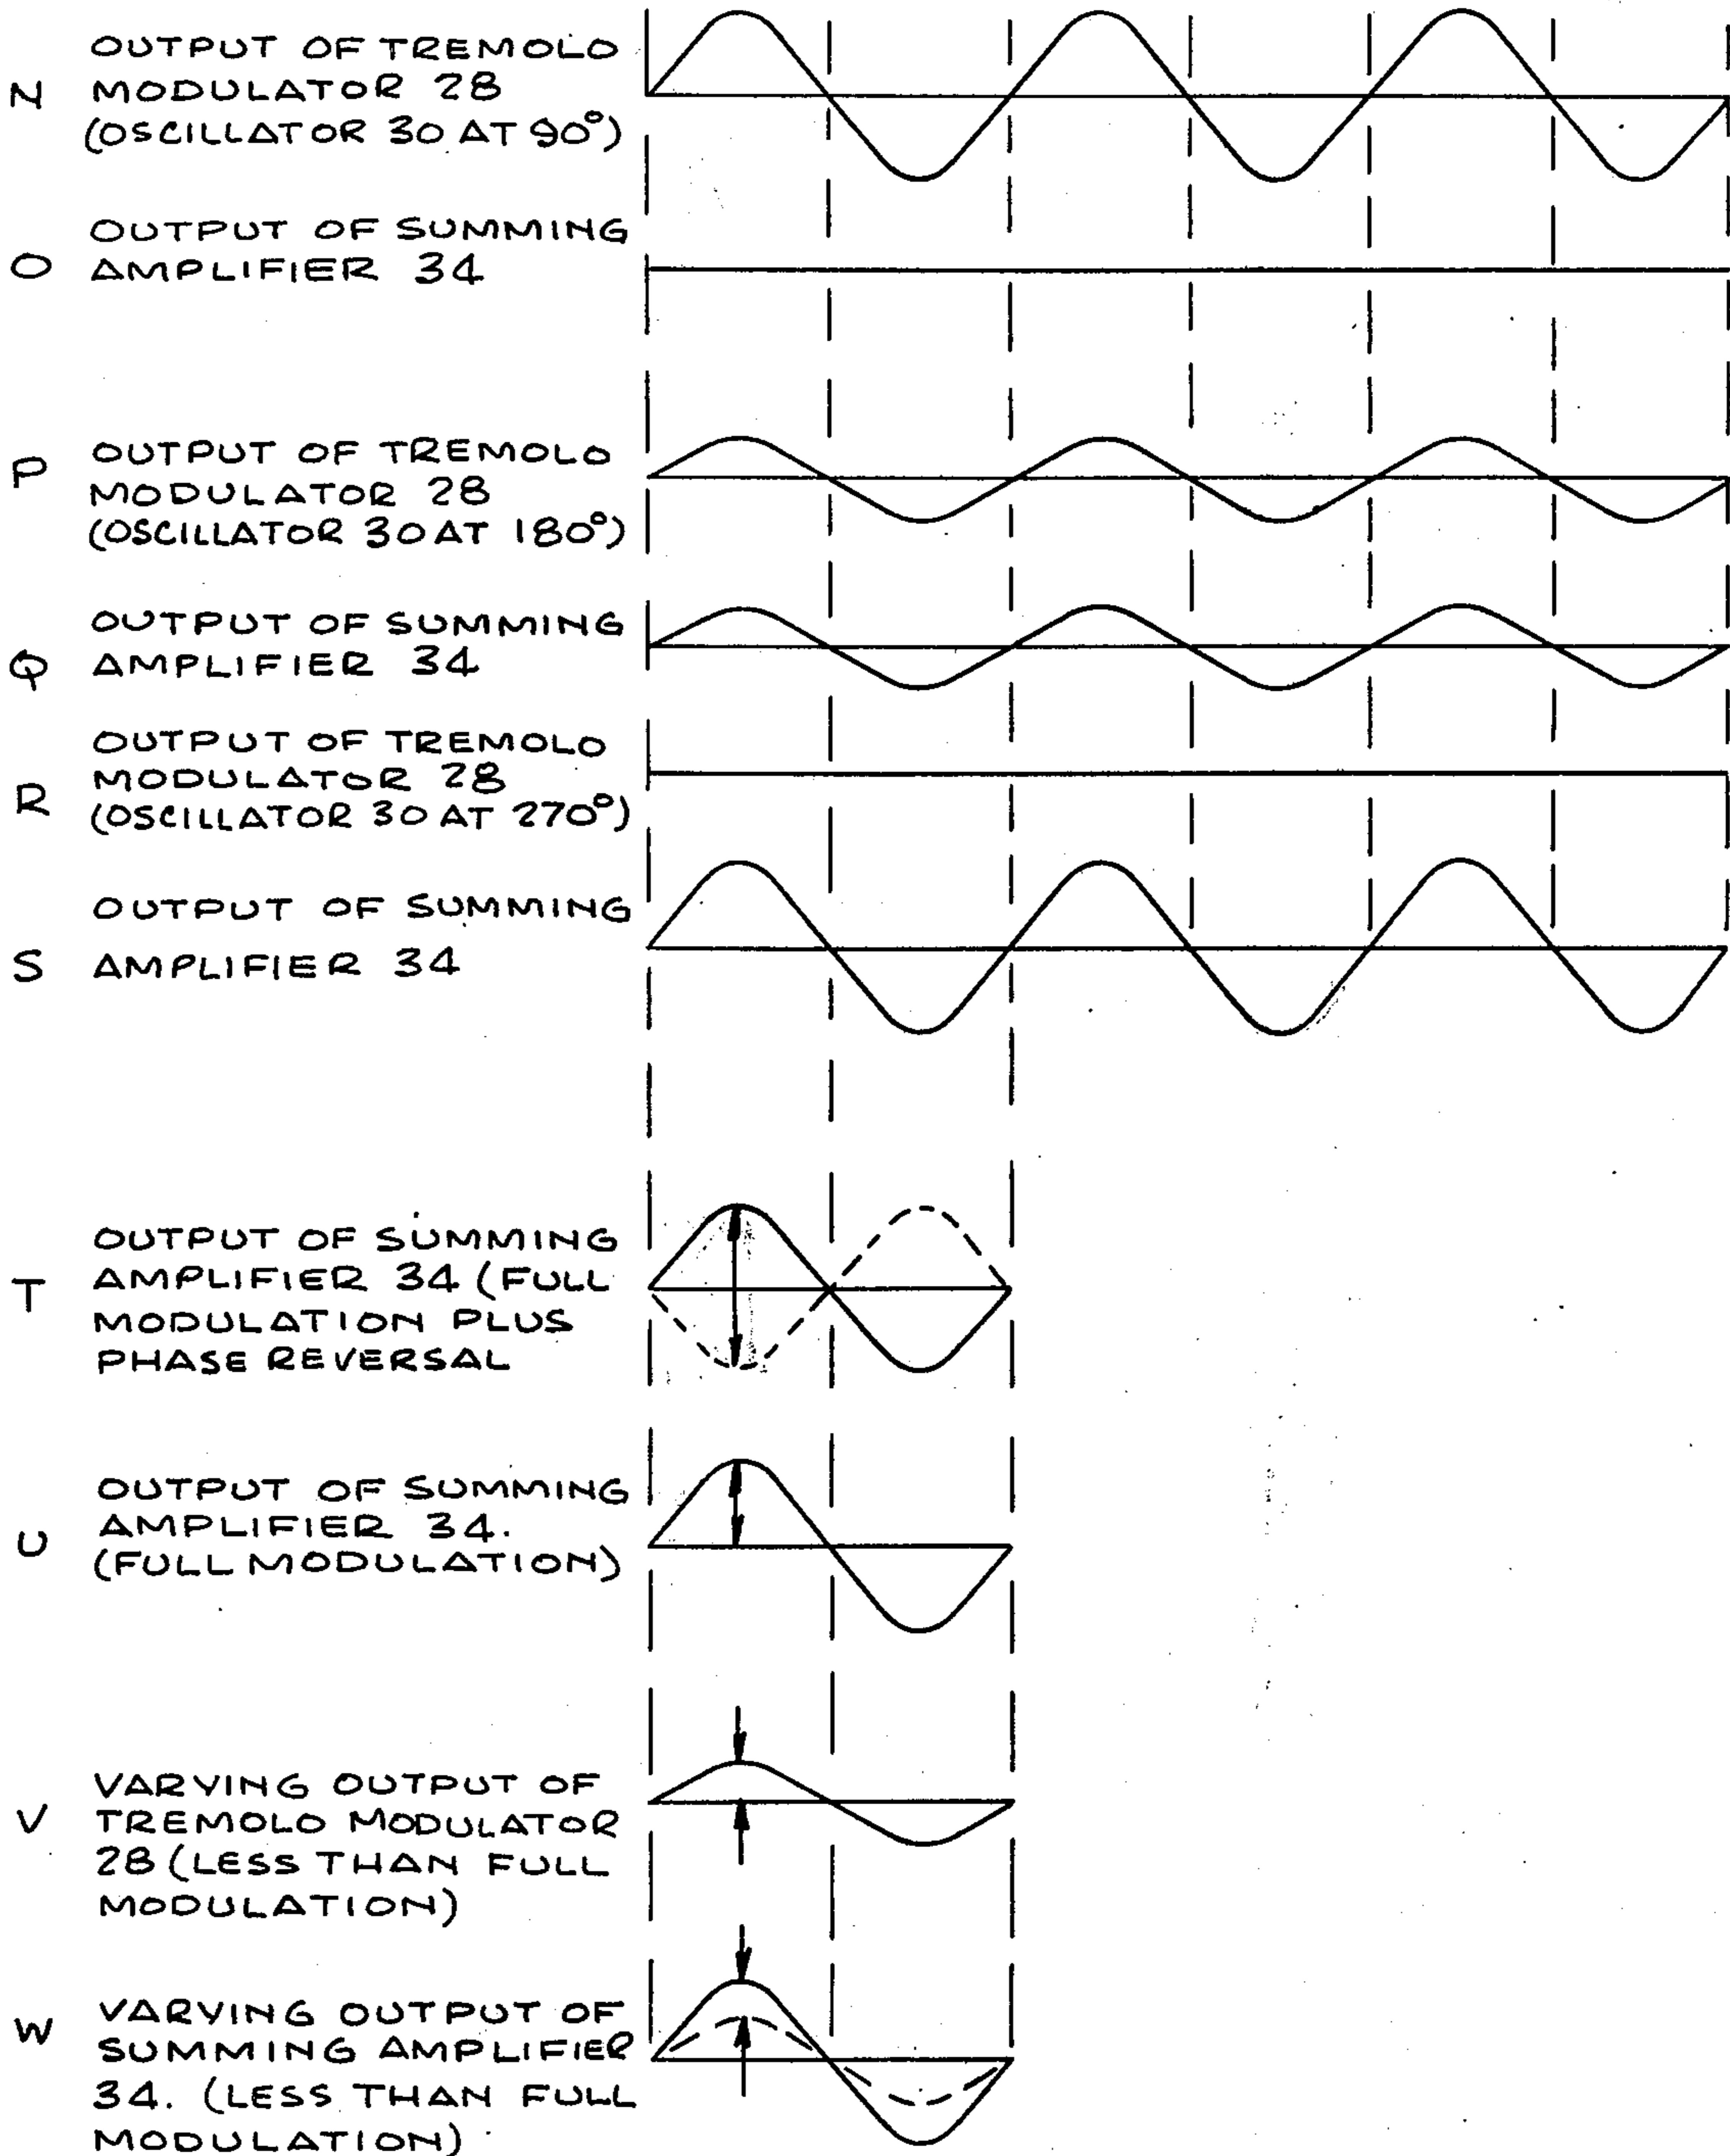 OUTPUT OF TREMOLO
N MODULATOR 28
(OSCILLATOR 30 AT 90°)
OUTPUT OF SUMMING
O AMPLIFIER 34
P OUTPUT OF TREMOLO
MODULATOR 28
(OSCILLATOR 30 AT 180°)
OUTPUT OF SUMMING
Q AMPLIFIER 34
OUTPUT OF TREMOLO
MODULATOR 28
R (OSCILLATOR 30 AT 270°)
OUTPUT OF SUMMING
S AMPLIFIER 34
OUTPUT OF SUMMING
T AMPLIFIER 34 (FULL
MODULATION PLUS
PHASE REVERSAL
OUTPUT OF SUMMING
AMPLIFIER 34.
U (FULL MODULATION)
VARYING OUTPUT OF
V TREMOLO MODULATOR
28 (LESS THAN FULL
MODULATION)
W VARYING OUTPUT OF
SUMMING AMPLIFIER
34. (LESS THAN FULL
MODULATION)